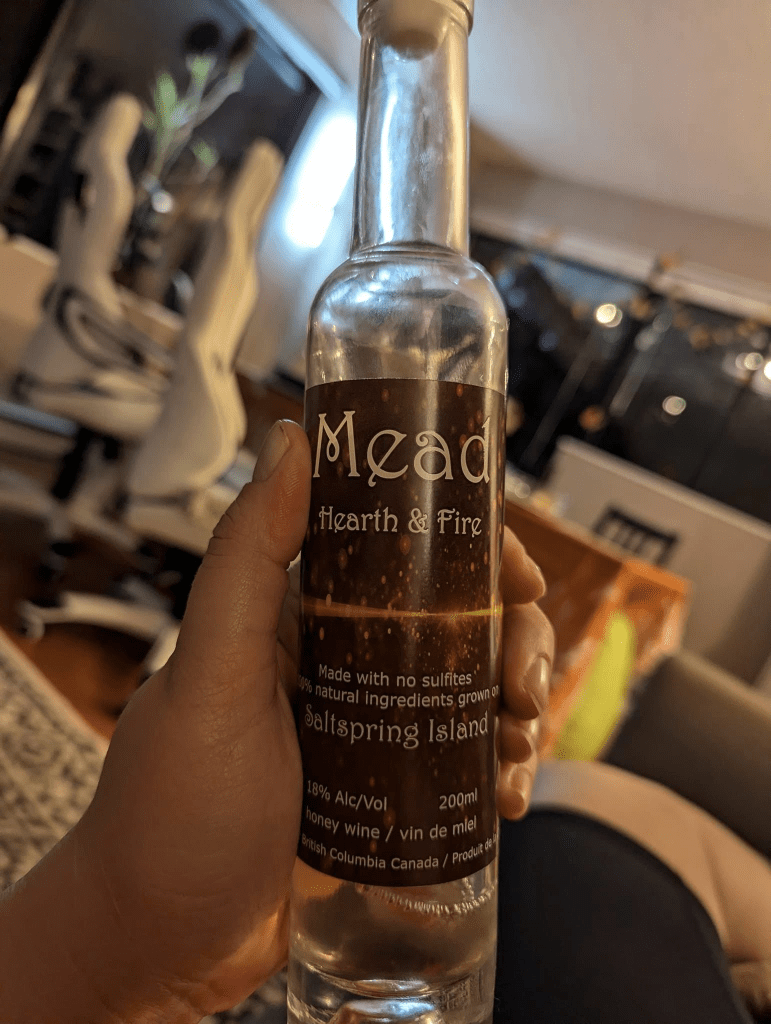 Mead
Hearth & Fire
Made with no sulfites
% natural ingredients grown on
Saltspring Island
18% Alc/Vol 200ml
honey wine / vin de miel
British Columbia Canada / Produit de la